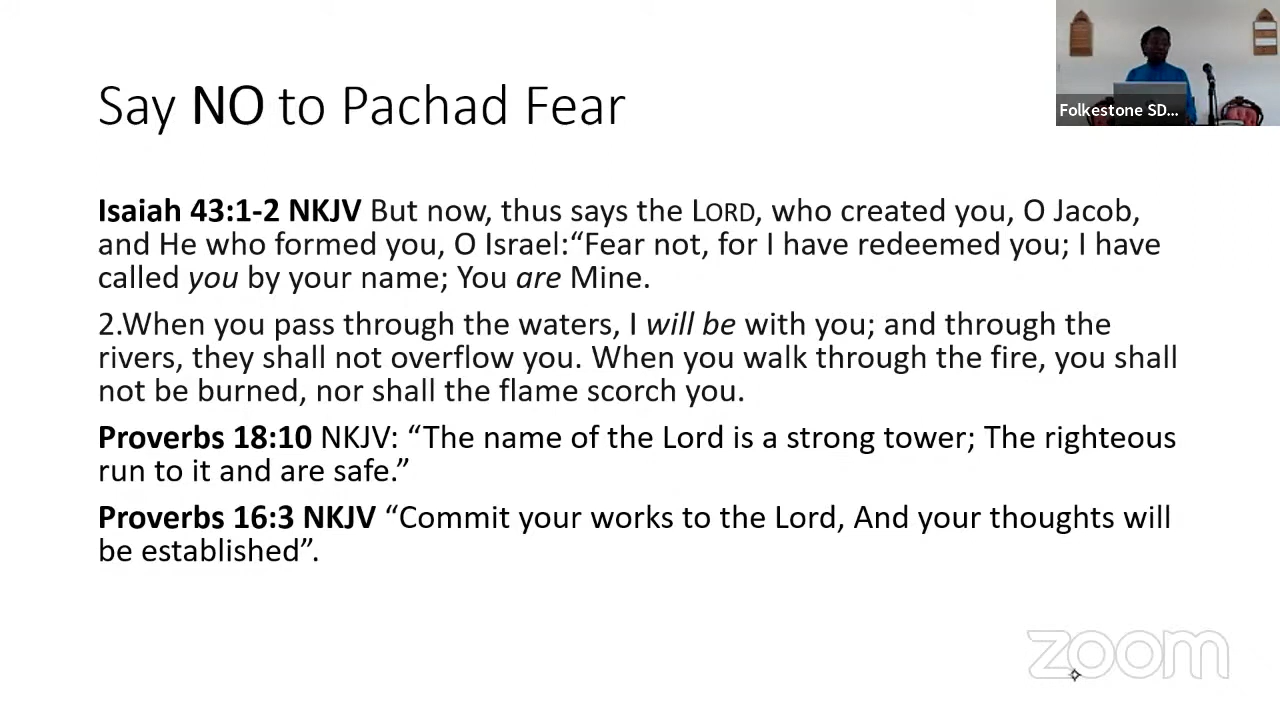 Say NO to Pachad Fear
Folkestone SD...
Isaiah 43:1-2 NKJV But now, thus says the LORD, who created you, O Jacob,
and He who formed you, O Israel:“Fear not, for I have redeemed you; I have
called you by your name; You are Mine.
2.When you pass through the waters, I will be with you; and through the
rivers, they shall not overflow you. When you walk through the fire, you shall
not be burned, nor shall the flame scorch you.
Proverbs 18:10 NKJV: “The name of the Lord is a strong tower; The righteous
run to it and are safe.”
Proverbs 16:3 NKJV “Commit your works to the Lord, And your thoughts will
be established”.
zoom